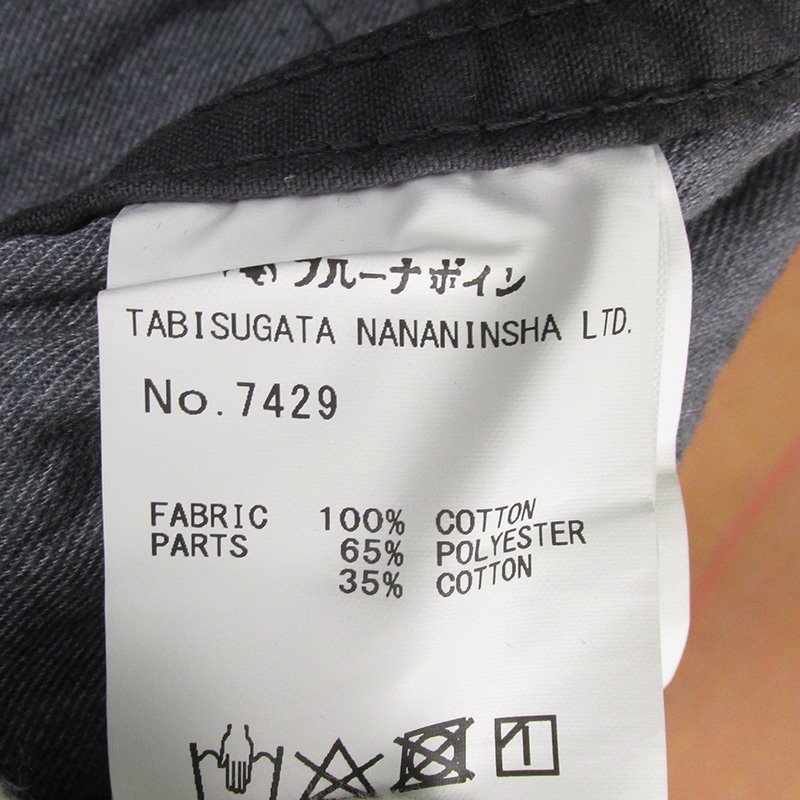 ブルーナボイン
TABISUGATA NANANINSHA LTD.
No.7429
FABRIC 100% COTTON
PARTS 65% POLYESTER
35% COTTON